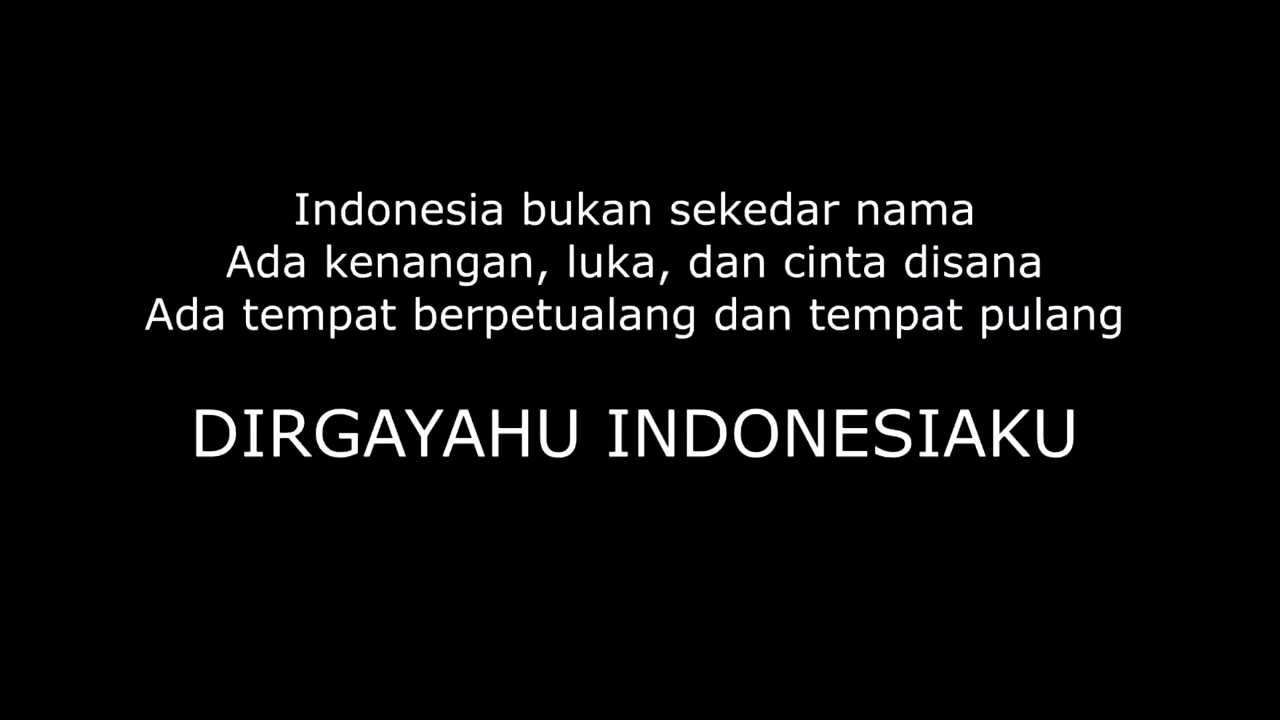 Indonesia bukan sekedar nama
Ada kenangan, luka, dan cinta disana
Ada tempat berpetualang dan tempat pulang
DIRGAYAHU INDONESIAKU